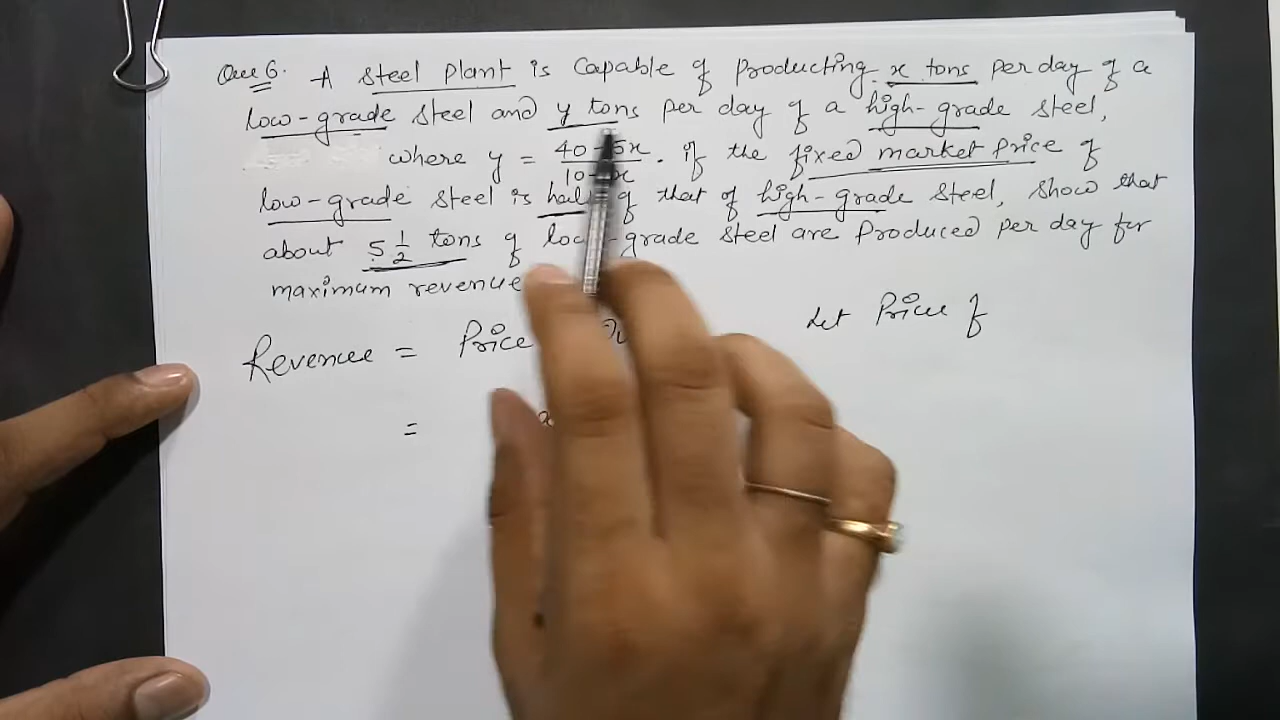 Que 6. A Steel Plant is Capable of Producting x tons Per day of a
low-grade Steel and y tons per day of a high-grade Steel,
where y = 40-5x / 10-x . if the fixed market Price of
low-grade Steel is half of that of high-grade Steel, Show that
about 5 1/2 tons of low-grade Steel are Produced per day for
maximum revenue
Let Price of
Revenue = Price
=